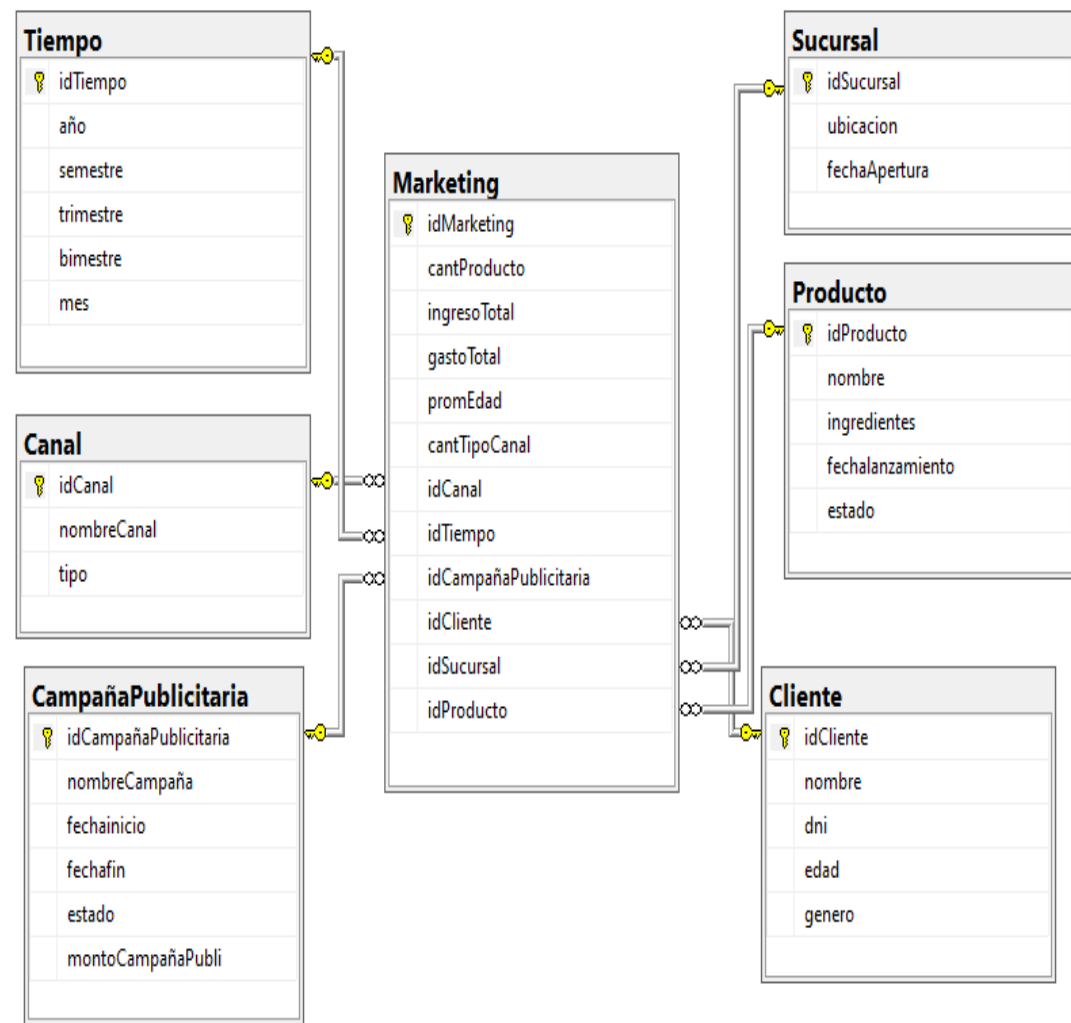 Tiempo
idTiempo
año
semestre
trimestre
bimestre
mes
Canal
idCanal
nombreCanal
tipo
CampañaPublicitaria
idCampañaPublicitaria
nombreCampaña
fechainicio
fechafin
estado
montoCampañaPubli
Marketing
idMarketing
cantProducto
ingresoTotal
gastoTotal
promEdad
cantTipoCanal
idCanal
idTiempo
idCampañaPublicitaria
idCliente
idSucursal
idProducto
Sucursal
idSucursal
ubicacion
fechaApertura
Producto
idProducto
nombre
ingredientes
fechalanzamiento
estado
Cliente
idCliente
nombre
dni
edad
genero